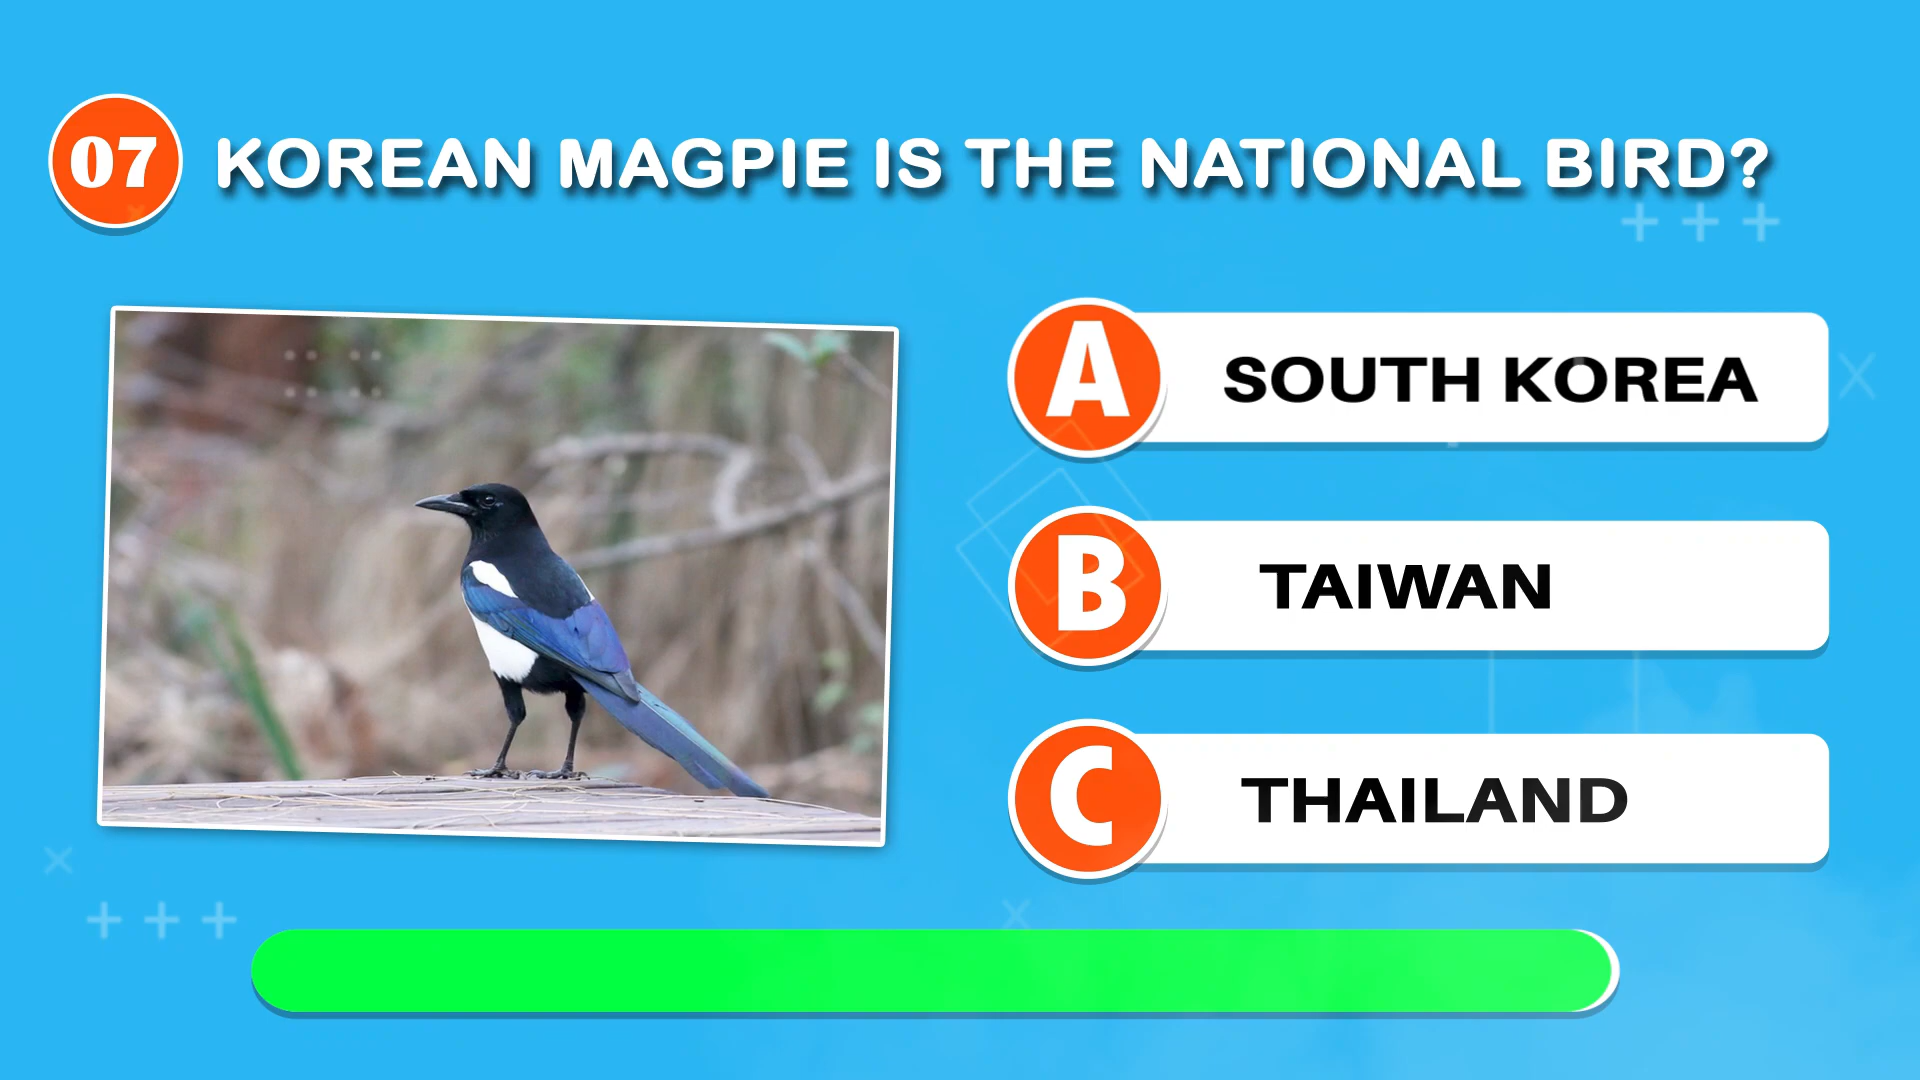 07 KOREAN MAGPIE IS THE NATIONAL BIRD?
A SOUTH KOREA
B TAIWAN
C THAILAND